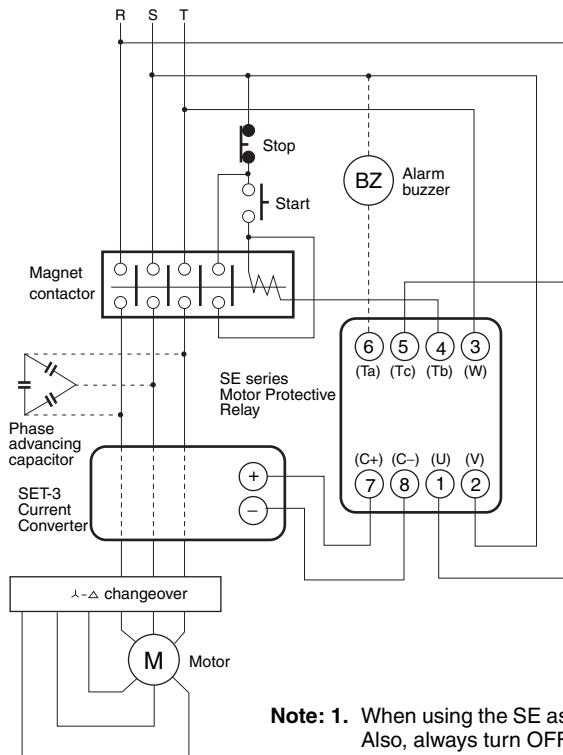 R S T
Stop
Start
BZ
Alarm
buzzer
Magnet
contactor
6 5 4 3
(Ta) (Tc) (Tb) (W)
SE series
Motor Protective
Relay
Phase
advancing
capacitor
(C+) (C−) (U) (V)
7 8 1 2
+
−
SET-3
Current
Converter
⅄-△ changeover
M
Motor
Note: 1. When using the SE as
Also, always turn OFF